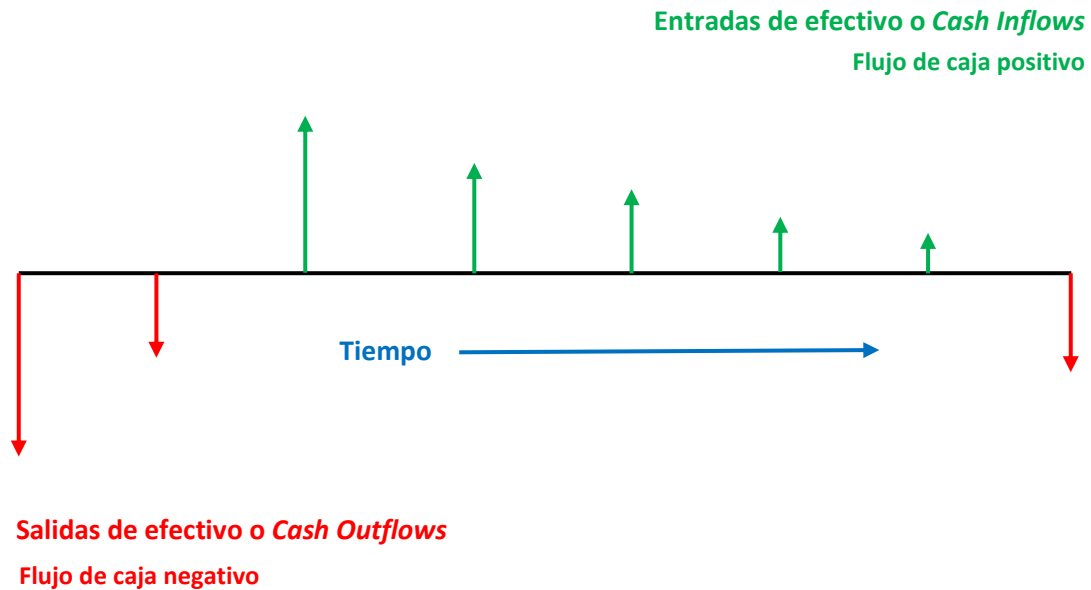 Entradas de efectivo o Cash Inflows
Flujo de caja positivo
Tiempo
Salidas de efectivo o Cash Outflows
Flujo de caja negativo